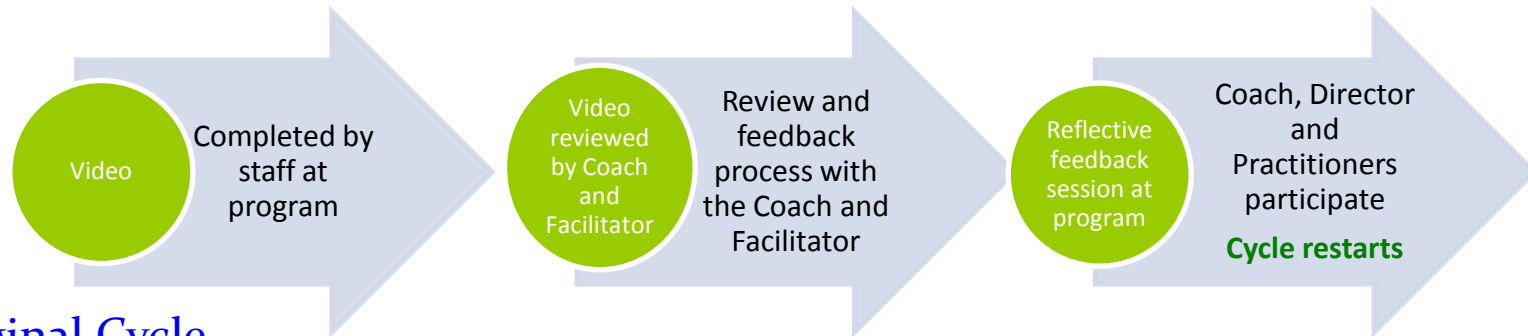 Video
Completed by
staff at
program
Video
reviewed
by Coach
and
Facilitator
Review and
feedback
process with
the Coach and
Facilitator
Reflective
feedback
session at
program
Coach, Director
and
Practitioners
participate
Cycle restarts
Cycle